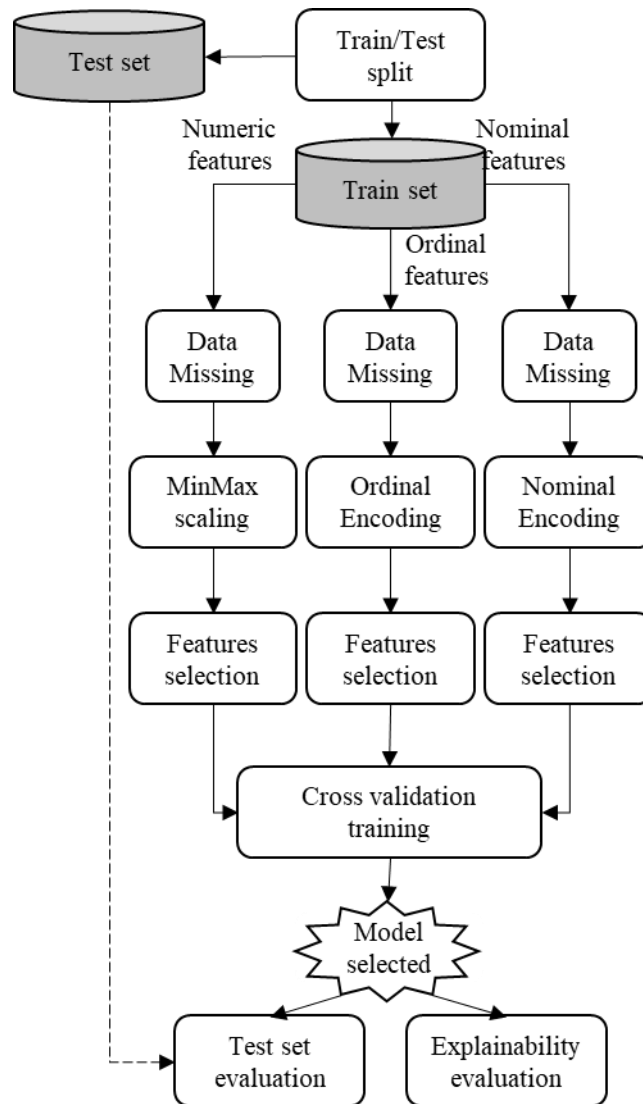 Test set
Train/Test
split
Numeric
features
Nominal
features
Train set
Ordinal
features
Data
Missing
Data
Missing
Data
Missing
MinMax
scaling
Ordinal
Encoding
Nominal
Encoding
Features
selection
Features
selection
Features
selection
Cross validation
training
Model
selected
Test set
evaluation
Explainability
evaluation